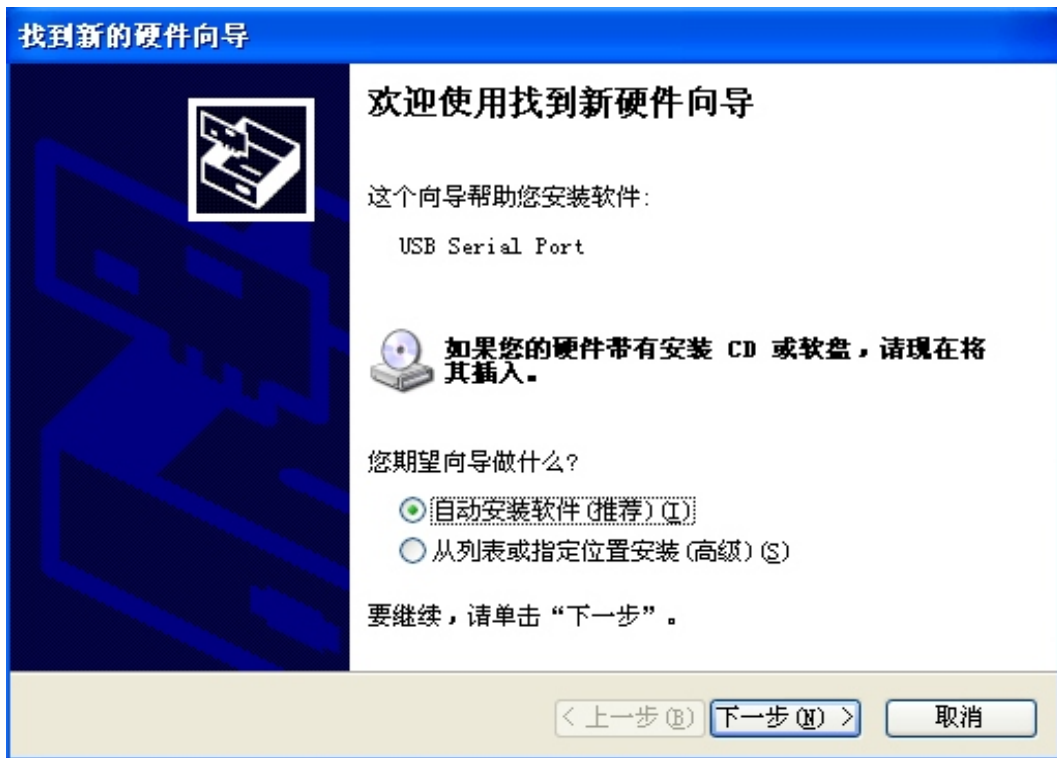 找到新的硬件向导
欢迎使用找到新硬件向导
这个向导帮助您安装软件:
USB Serial Port
如果您的硬件带有安装 CD 或软盘，请现在将
其插入。
您期望向导做什么?
自动安装软件(推荐)(I)
从列表或指定位置安装(高级)(S)
要继续，请单击“下一步”。
< 上一步(B) 下一步(N) > 取消